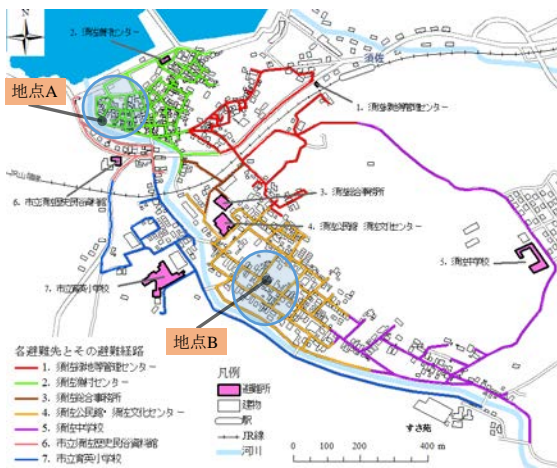 N
2. 須佐漁村センター
須佐
地点A
1. 須佐地等管理センター
JR山陰線
6. 市立須佐歴史民俗資料館
3. 須佐総合事務所
4. 須佐公民館・須佐文化センター
5. 須佐中学校
7. 市立育英小学校
地点B
各避難先とその避難経路
1. 須佐地等管理センター
2. 須佐漁村センター
3. 須佐総合事務所
4. 須佐公民館・須佐文化センター
5. 須佐中学校
6. 市立須佐歴史民俗資料館
7. 市立育英小学校
凡例
避難所
建物
駅
JR線
河川
すさ苑
0 100 200 400 m